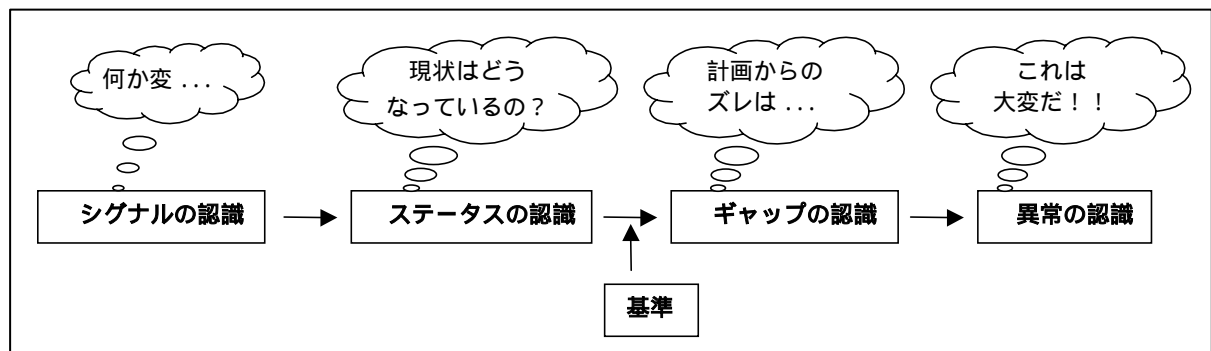 何か変 ...
現状はどう
なっているの？
計画からの
ズレは ...
これは
大変だ！！
シグナルの認識
ステータスの認識
ギャップの認識
異常の認識
基準